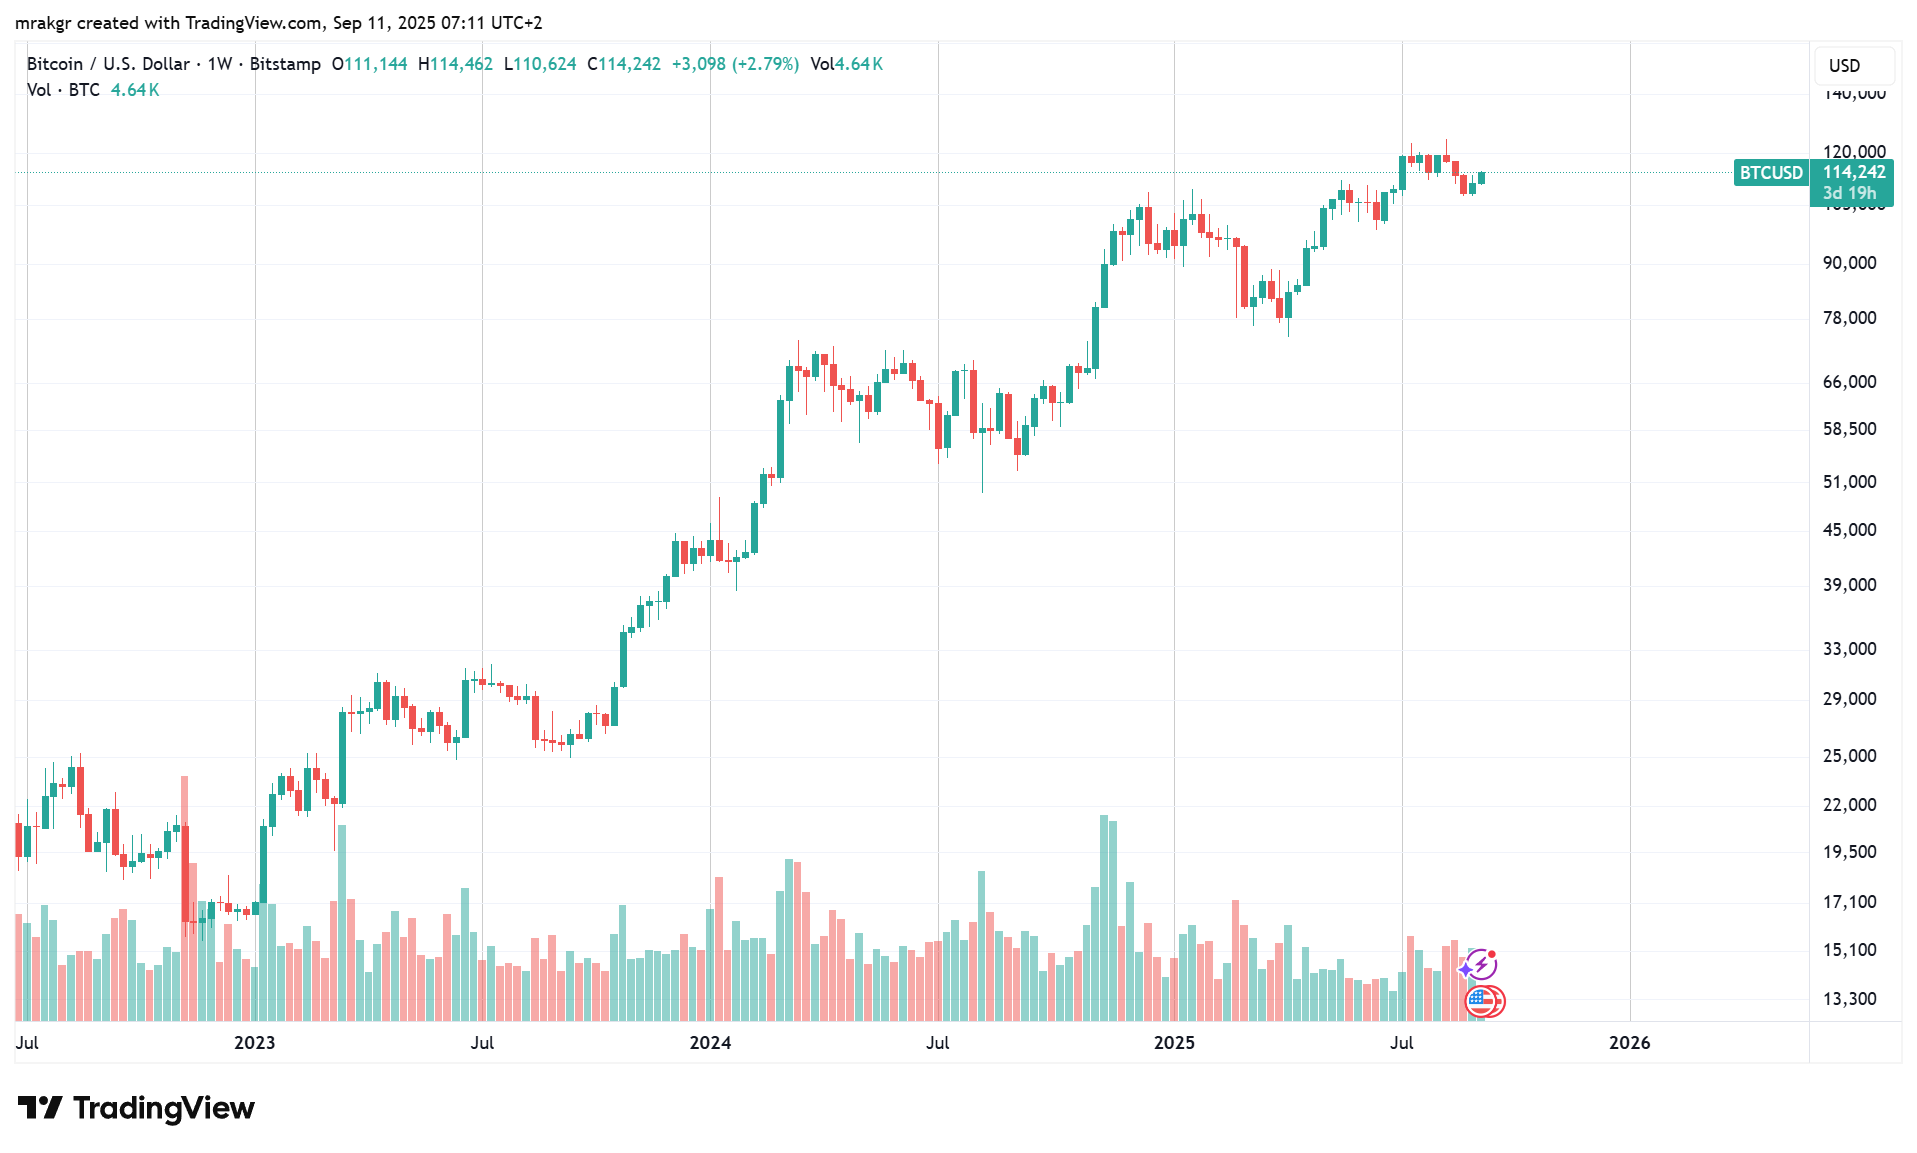 mrakgr created with TradingView.com, Sep 11, 2025 07:11 UTC+2
Bitcoin / U.S. Dollar · 1W · Bitstamp O111,144 H114,462 L110,624 C114,242 +3,098 (+2.79%) Vol4.64K
Vol · BTC 4.64K
USD
140,000
120,000
BTCUSD 114,242
3d 19h
90,000
78,000
66,000
58,500
51,000
45,000
39,000
33,000
29,000
25,000
22,000
19,500
17,100
15,100
13,300
Jul 2023 Jul 2024 Jul 2025 Jul 2026
TradingView